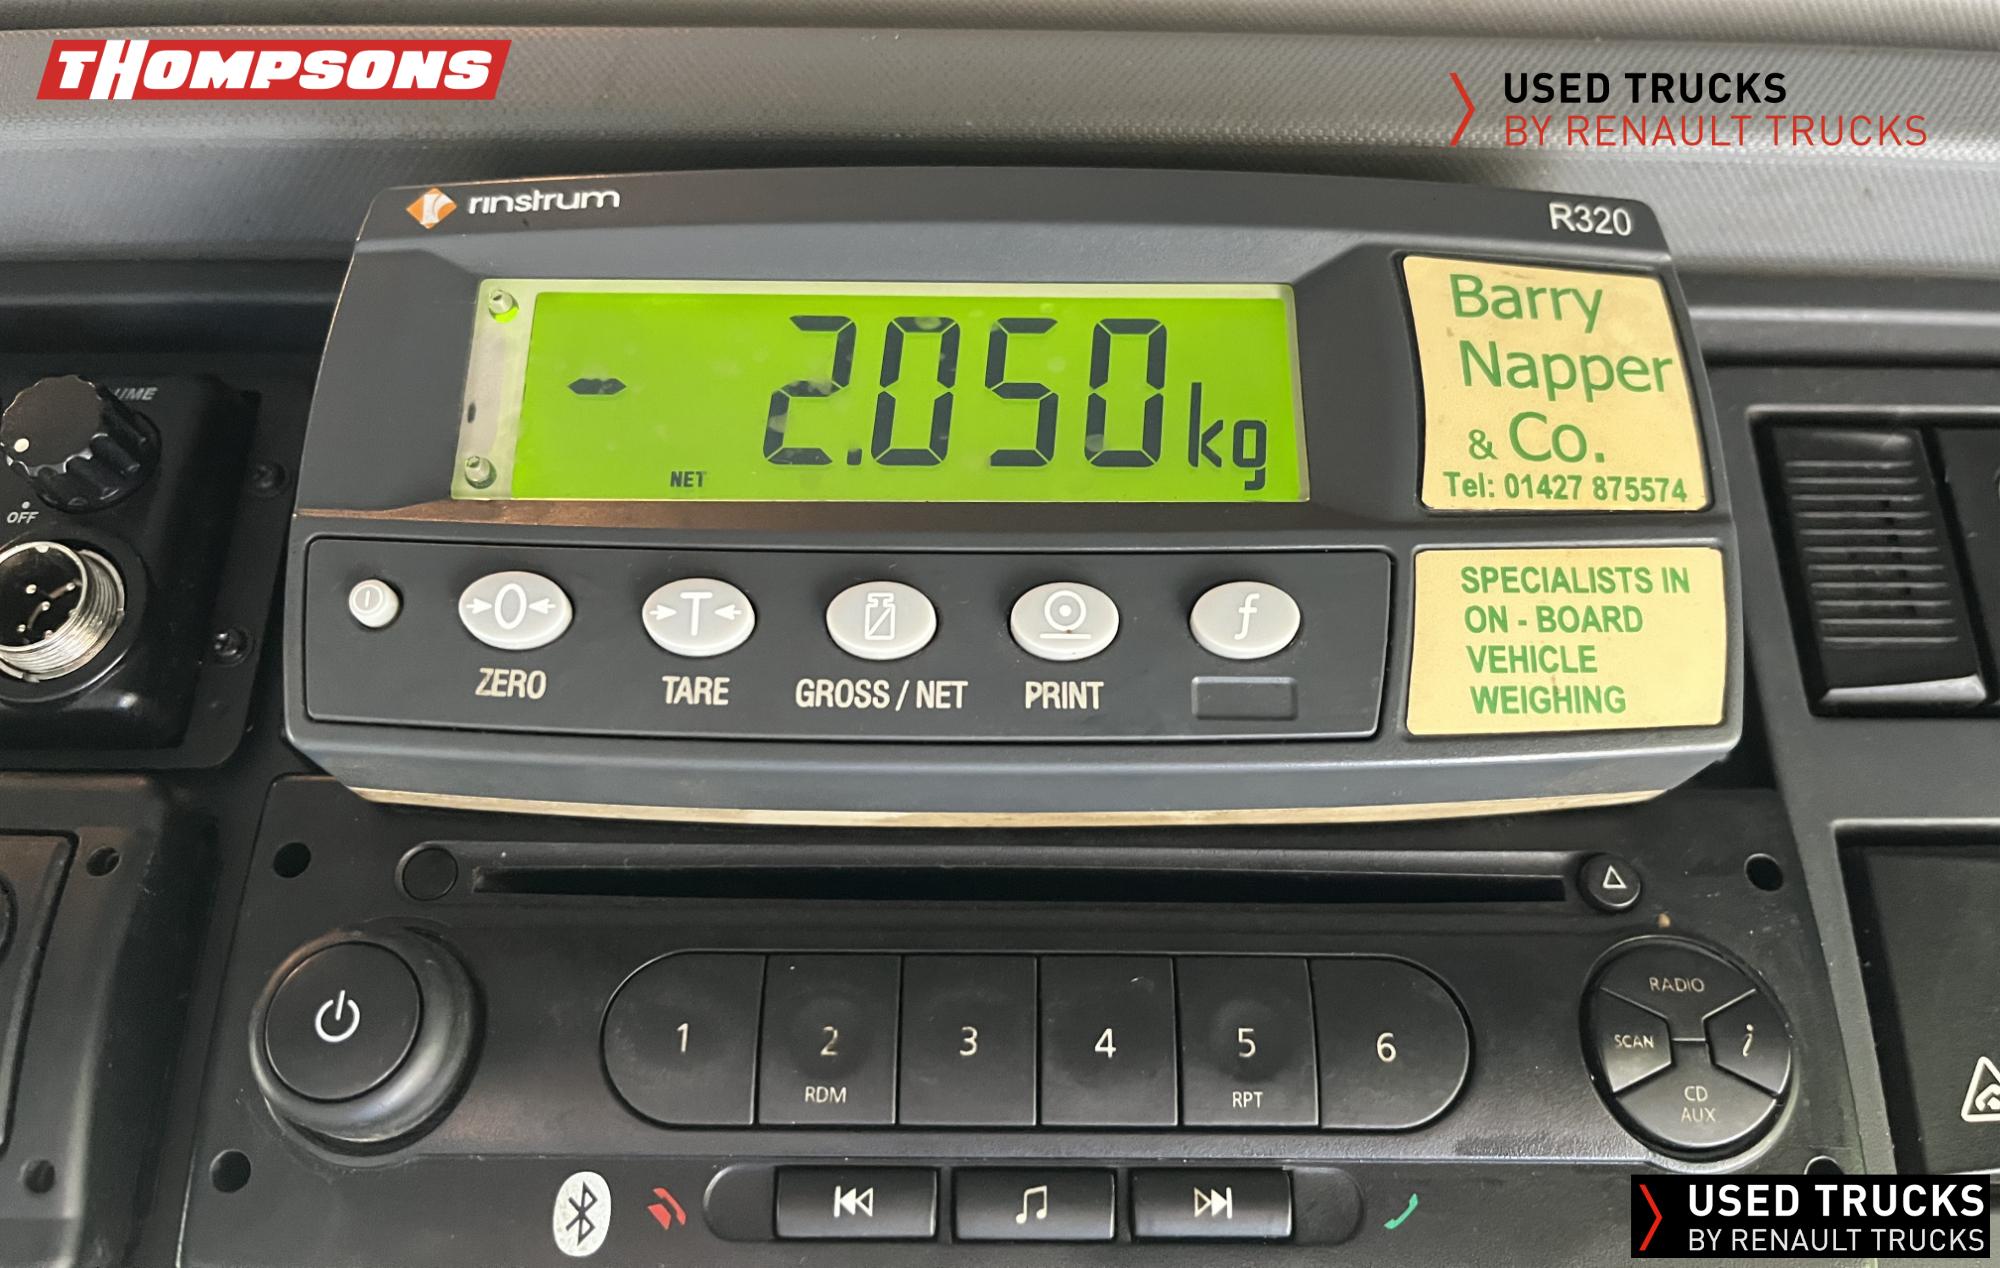 THOMPSONS
USED TRUCKS
BY RENAULT TRUCKS
rinstrum
R320
- 2.050 kg
NET
Barry
Napper
& Co.
Tel: 01427 875574
OFF
T
f
ZERO
TARE
GROSS / NET
PRINT
SPECIALISTS IN
ON - BOARD
VEHICLE
WEIGHING
RADIO
SCAN
i
CD
AUX
1
2
3
4
5
6
RDM
RPT
USED TRUCKS
BY RENAULT TRUCKS